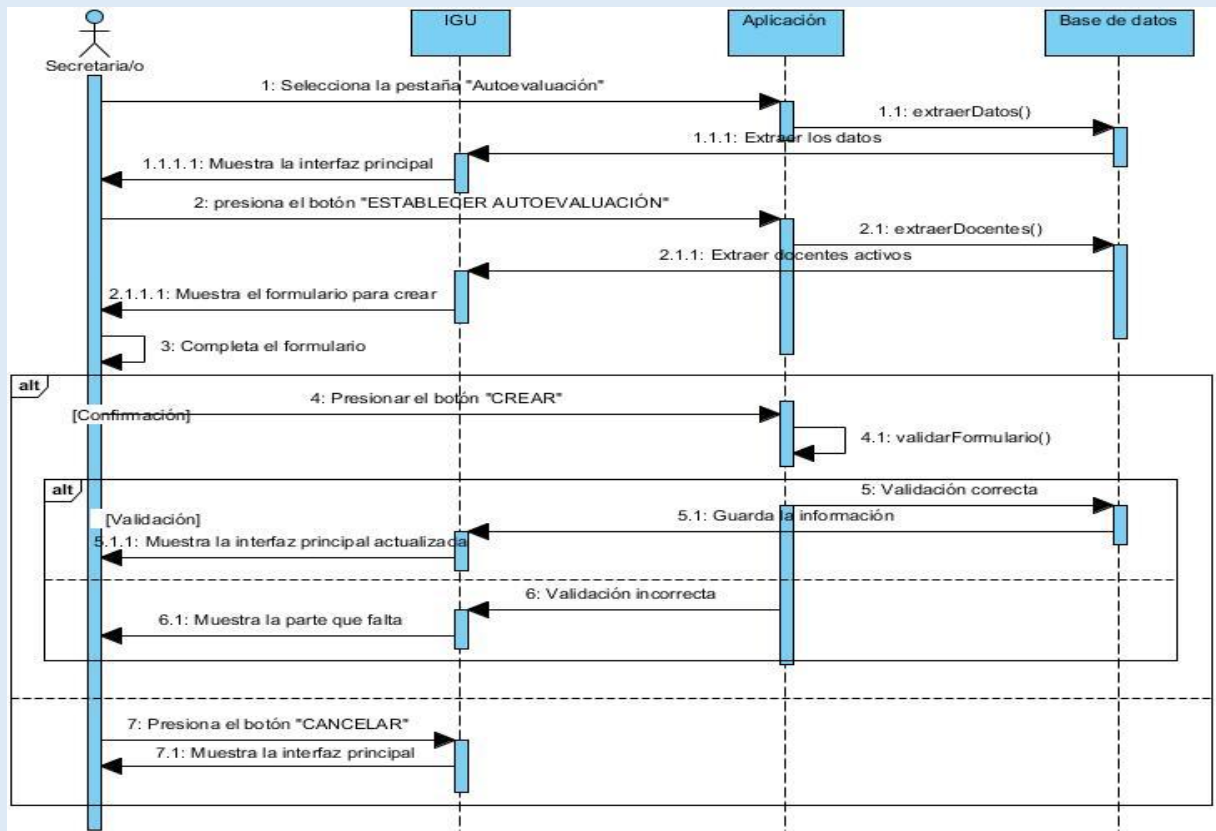 IGU
Aplicación
Base de datos
Secretaria/o
1: Selecciona la pestaña "Autoevaluación"
1.1: extraerDatos()
1.1.1: Extraer los datos
1.1.1.1: Muestra la interfaz principal
2: presiona el botón "ESTABLECER AUTOEVALUACIÓN"
2.1: extraerDocentes()
2.1.1: Extraer docentes activos
2.1.1.1: Muestra el formulario para crear
3: Completa el formulario
alt
4: Presionar el botón "CREAR"
[Confirmación]
4.1: validarFormulario()
alt
5: Validación correcta
[Validación]
5.1: Guarda la información
5.1.1: Muestra la interfaz principal actualizada
6: Validación incorrecta
6.1: Muestra la parte que falta
7: Presiona el botón "CANCELAR"
7.1: Muestra la interfaz principal